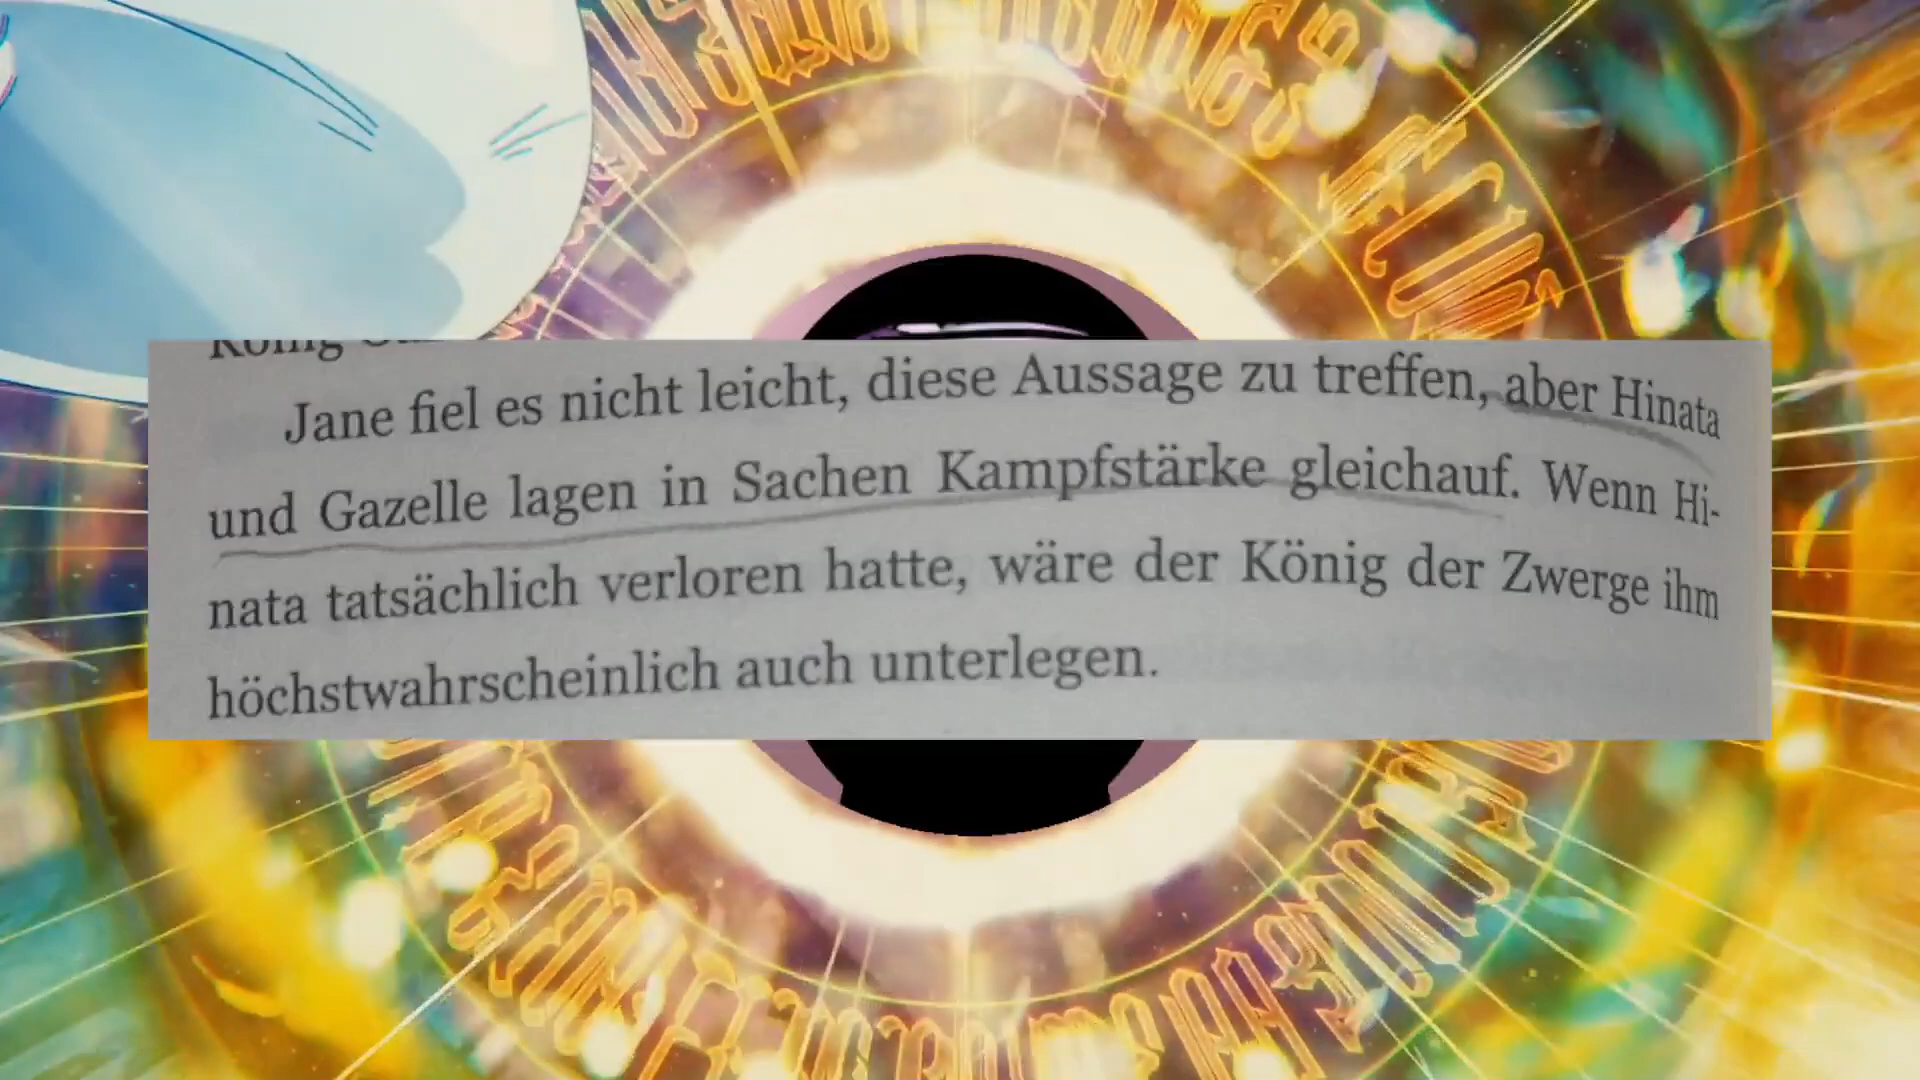 König
Jane fiel es nicht leicht, diese Aussage zu treffen, aber Hinata
und Gazelle lagen in Sachen Kampfstärke gleichauf. Wenn Hi-
nata tatsächlich verloren hatte, wäre der König der Zwerge ihm
höchstwahrscheinlich auch unterlegen.